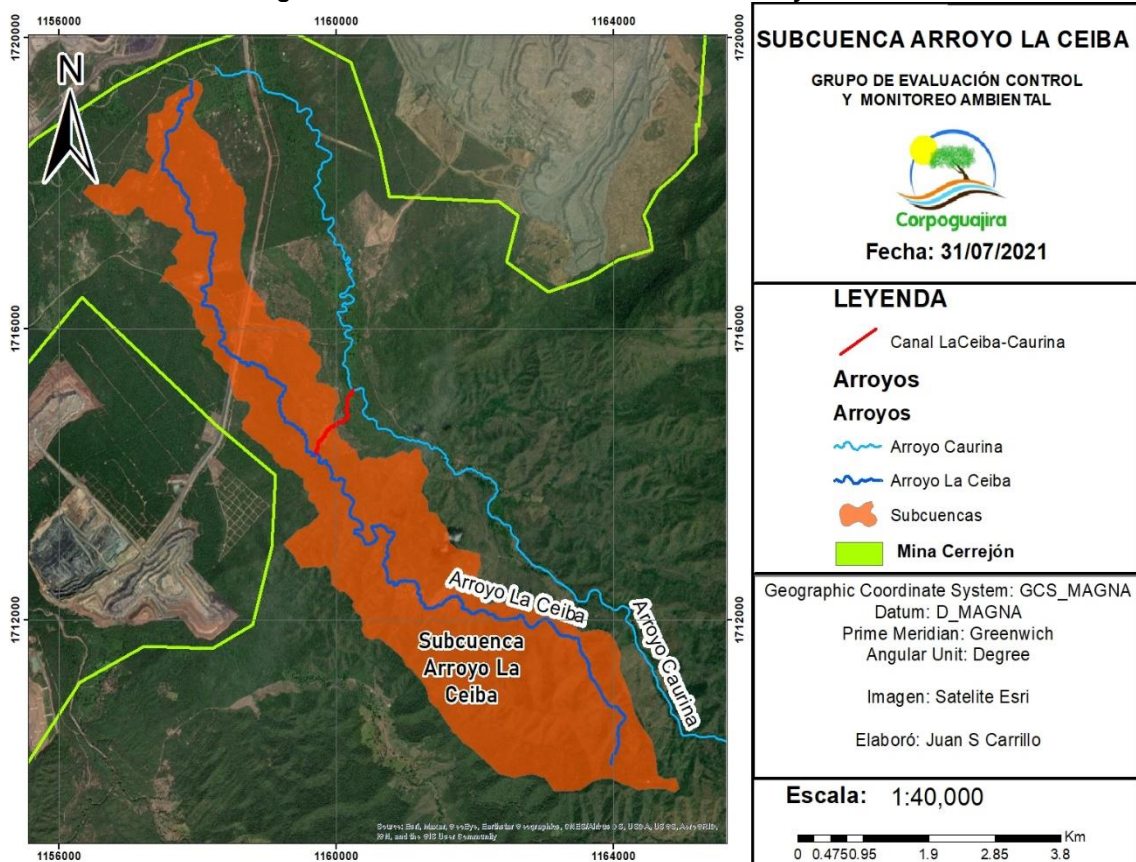 1156000
1160000
1164000
1720000
1720000
1716000
1716000
1712000
1712000
N
Arroyo La Ceiba
Arroyo Caurina
Subcuenca
Arroyo La
Ceiba
1156000
1160000
1164000
SUBCUENCA ARROYO LA CEIBA
GRUPO DE EVALUACIÓN CONTROL
Y MONITOREO AMBIENTAL
Corpoguajira
Fecha: 31/07/2021
LEYENDA
Canal LaCeiba-Caurina
Arroyos
Arroyos
Arroyo Caurina
Arroyo La Ceiba
Subcuencas
Mina Cerrejón
Geographic Coordinate System: GCS_MAGNA
Datum: D_MAGNA
Prime Meridian: Greenwich
Angular Unit: Degree
Imagen: Satelite Esri
Elaboró: Juan S Carrillo
Escala: 1:40,000
Km
0 0.4750.95 1.9 2.85 3.8